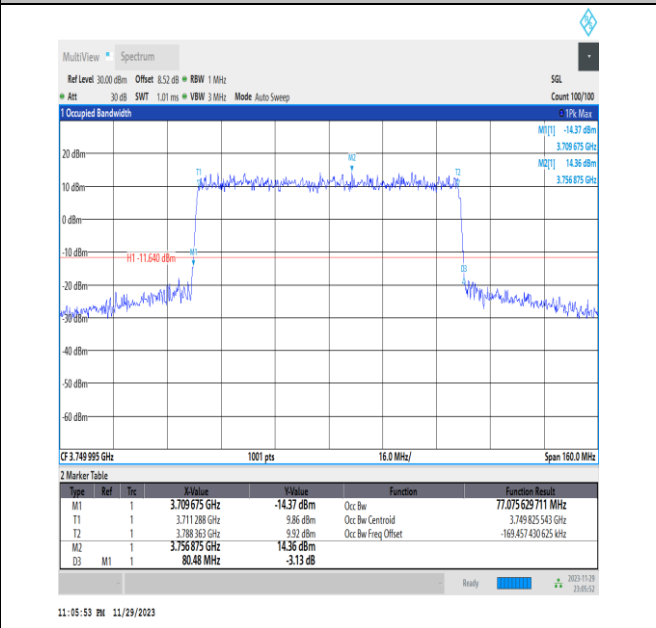 MultiView Spectrum
Ref Level 30.00 dBm Offset 8.52 dB RBW 1 MHz SGL
Att 30 dB SWT 1.01 ms VBW 3 MHz Mode Auto Sweep Count 100/100
1 Occupied Bandwidth 1Pk Max
M1[1] -14.37 dBm
3.709 675 GHz
M2[1] 14.36 dBm
3.756 875 GHz
20 dBm
M2
T1
T2
10 dBm
0 dBm
-10 dBm
M1
H1 -11.640 dBm
D3
-20 dBm
-30 dBm
-40 dBm
-50 dBm
-60 dBm
CF 3.749 995 GHz 1001 pts 16.0 MHz/ Span 160.0 MHz
2 Marker Table
Type Ref Trc X-Value Y-Value Function Function Result
M1 1 3.709 675 GHz -14.37 dBm Occ Bw 77.075 629 711 MHz
T1 1 3.711 288 GHz 9.86 dBm Occ Bw Centroid 3.749 825 543 GHz
T2 1 3.788 363 GHz 9.92 dBm Occ Bw Freq Offset -169.457 430 625 kHz
M2 1 3.756 875 GHz 14.36 dBm
D3 M1 1 80.48 MHz -3.13 dB
Ready 2023-11-29
23:05:52
11:05:53 PM 11/29/2023